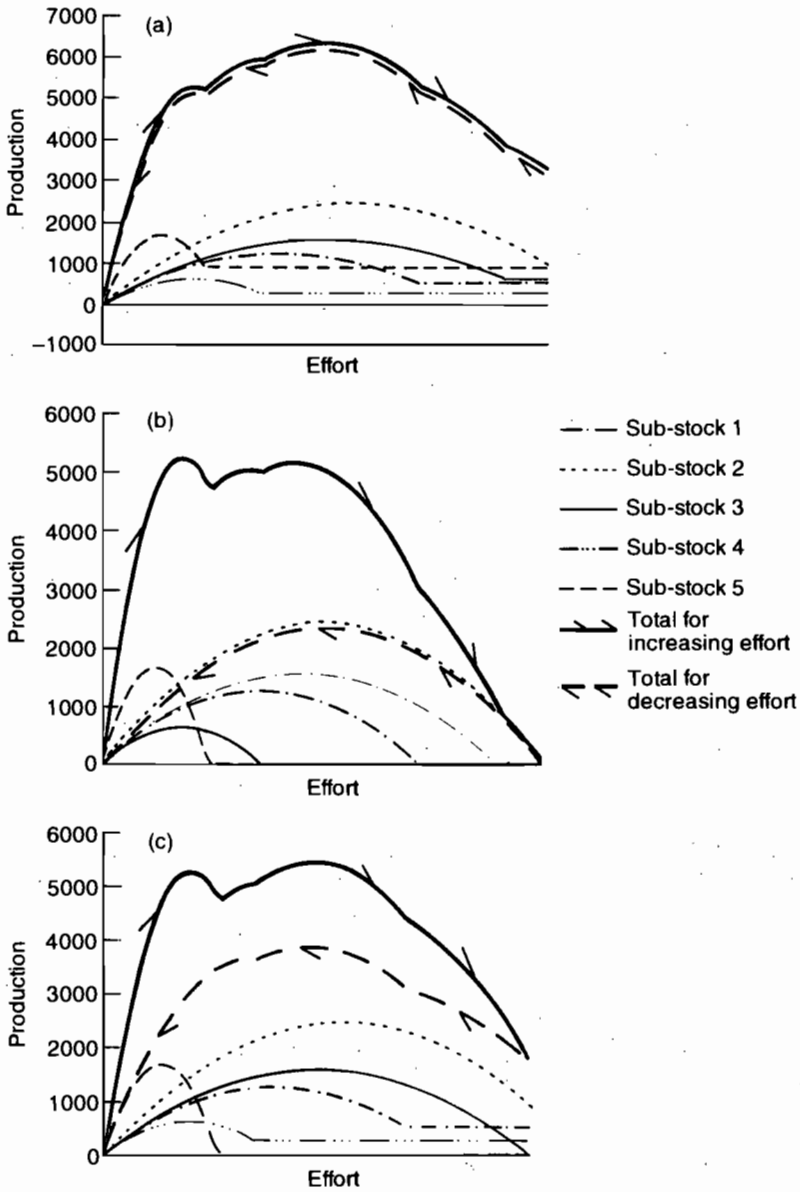 (a)
7000
6000
5000
4000
3000
2000
1000
0
−1000
Production
Effort
(b)
6000
5000
4000
3000
2000
1000
0
Production
Effort
Sub-stock 1
Sub-stock 2
Sub-stock 3
Sub-stock 4
Sub-stock 5
Total for
increasing effort
Total for
decreasing effort
(c)
6000
5000
4000
3000
2000
1000
0
Production
Effort